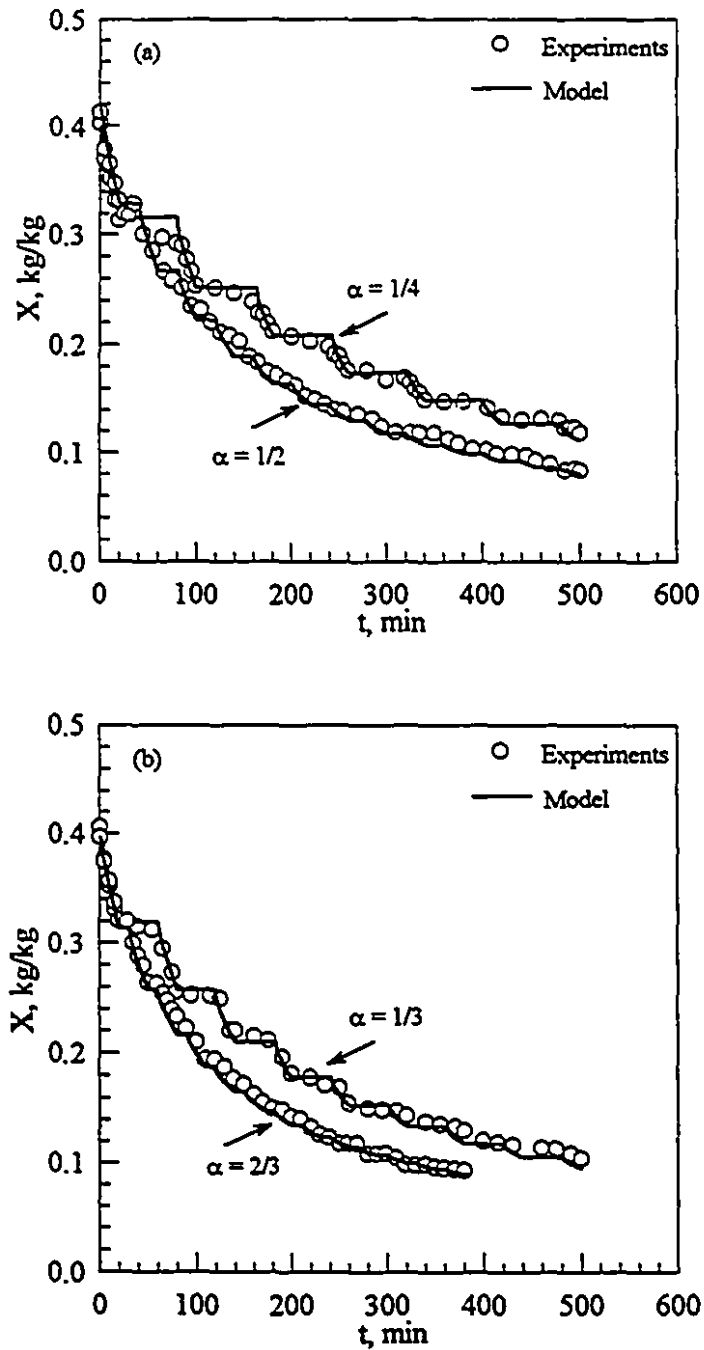 0.5
(a)
Experiments
Model
0.4
0.3
X, kg/kg
α = 1/4
0.2
α = 1/2
0.1
0.0
0 100 200 300 400 500 600
t, min
0.5
(b)
Experiments
Model
0.4
0.3
X, kg/kg
α = 1/3
0.2
α = 2/3
0.1
0.0
0 100 200 300 400 500 600
t, min